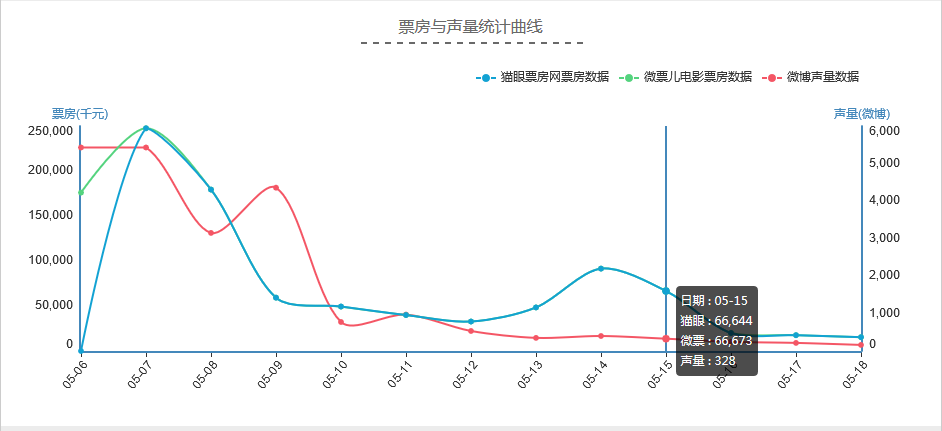 票房与声量统计曲线
猫眼票房网票房数据 微票儿电影票房数据 微博声量数据
票房(千元) 声量(微博)
250,000
200,000
150,000
100,000
50,000
0
6,000
5,000
4,000
3,000
2,000
1,000
0
日期 : 05-15
猫眼 : 66,644
微票 : 66,673
声量 : 328
05-06 05-07 05-08 05-09 05-10 05-11 05-12 05-13 05-14 05-15 05-16 05-17 05-18